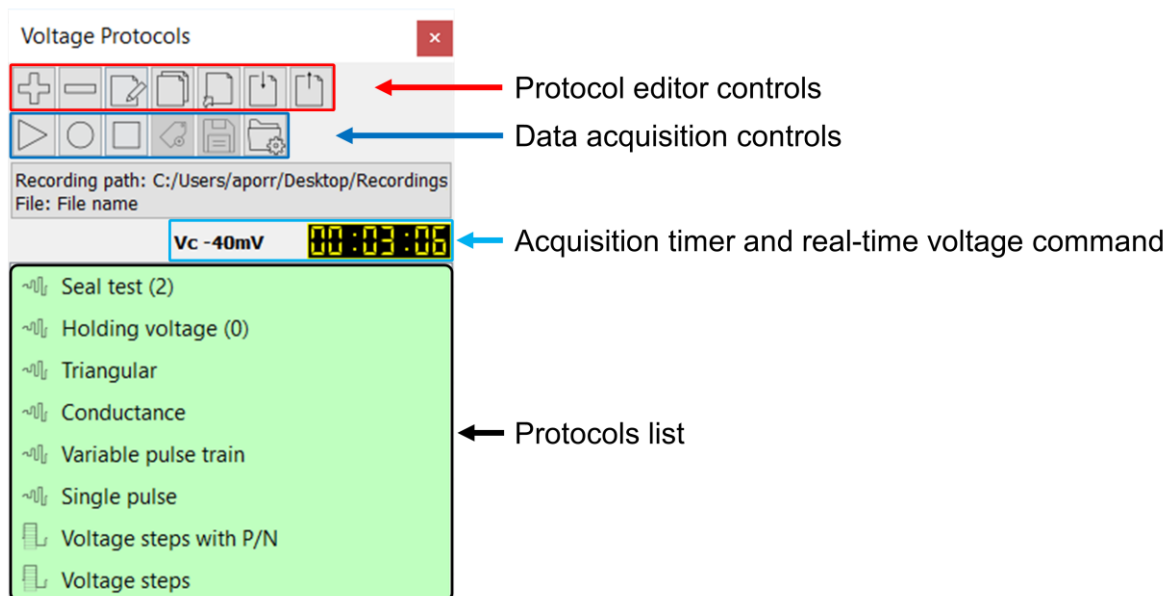 Voltage Protocols
Protocol editor controls
Data acquisition controls
Recording path: C:/Users/aporr/Desktop/Recordings
File: File name
Vc -40mV 00:03:06
Acquisition timer and real-time voltage command
Seal test (2)
Holding voltage (0)
Triangular
Conductance
Protocols list
Variable pulse train
Single pulse
Voltage steps with P/N
Voltage steps